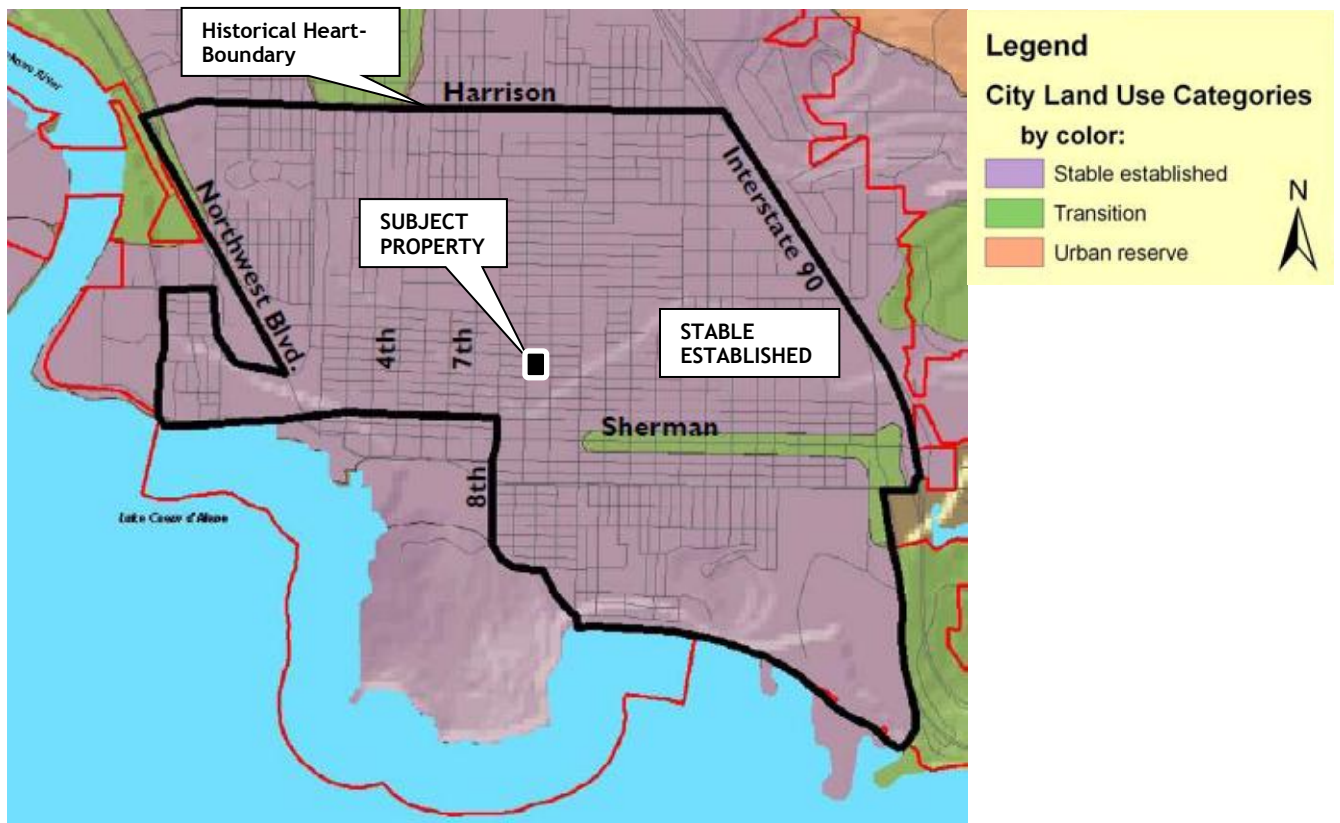 Historical Heart-
Boundary
Harrison
Northwest Blvd.
Interstate 90
SUBJECT
PROPERTY
4th
7th
STABLE
ESTABLISHED
Sherman
8th
Lake Coeur d'Alene
River
Legend
City Land Use Categories
by color:
Stable established
Transition
Urban reserve
N